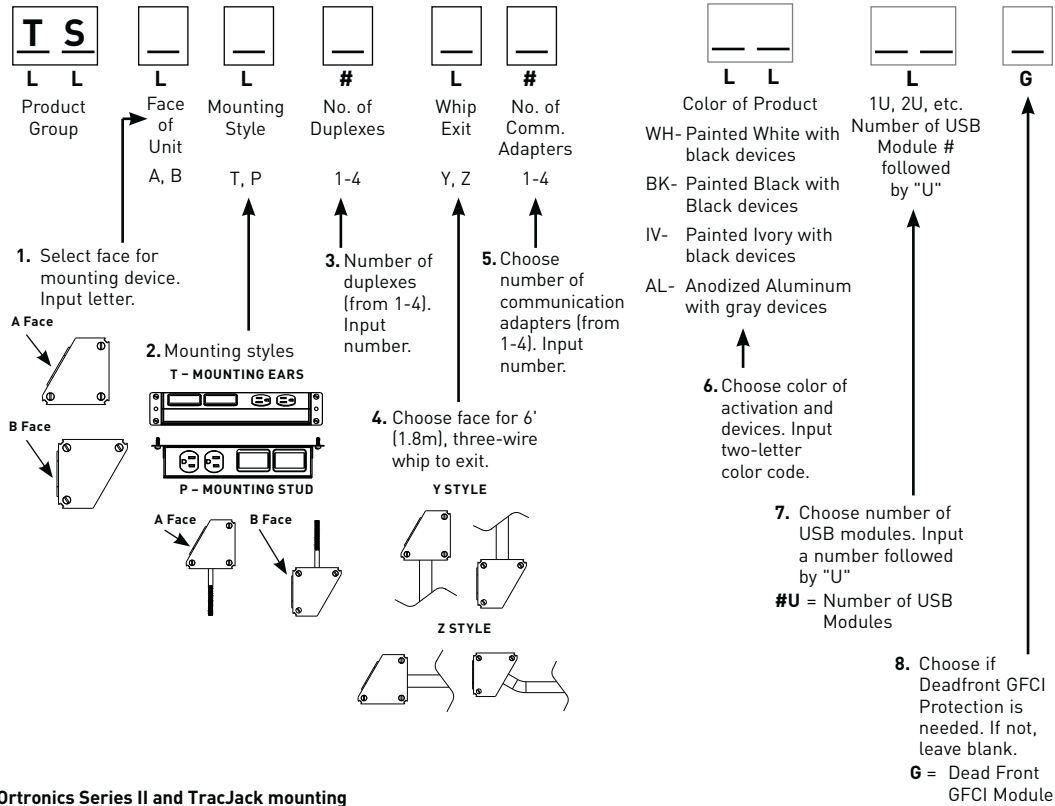 T S
L L L L # L # L L L G
Product Group
Face of Unit
Mounting Style
No. of Duplexes
Whip Exit
No. of Comm. Adapters
A, B
T, P
1-4
Y, Z
1-4
Color of Product
WH- Painted White with
black devices
BK- Painted Black with
Black devices
IV- Painted Ivory with
black devices
AL- Anodized Aluminum
with gray devices
1U, 2U, etc.
Number of USB
Module #
followed
by "U"
1. Select face for
mounting device.
Input letter.
A Face
B Face
2. Mounting styles
T – MOUNTING EARS
P – MOUNTING STUD
A Face
B Face
3. Number of
duplexes
(from 1-4).
Input
number.
4. Choose face for 6'
(1.8m), three-wire
whip to exit.
Y STYLE
Z STYLE
5. Choose
number of
communication
adapters (from
1-4). Input
number.
6. Choose color of
activation and
devices. Input
two-letter
color code.
7. Choose number of
USB modules. Input
a number followed
by "U"
#U = Number of USB
Modules
8. Choose if
Deadfront GFCI
Protection is
needed. If not,
leave blank.
G = Dead Front
GFCI Module
Ortronics Series II and TracJack mounting